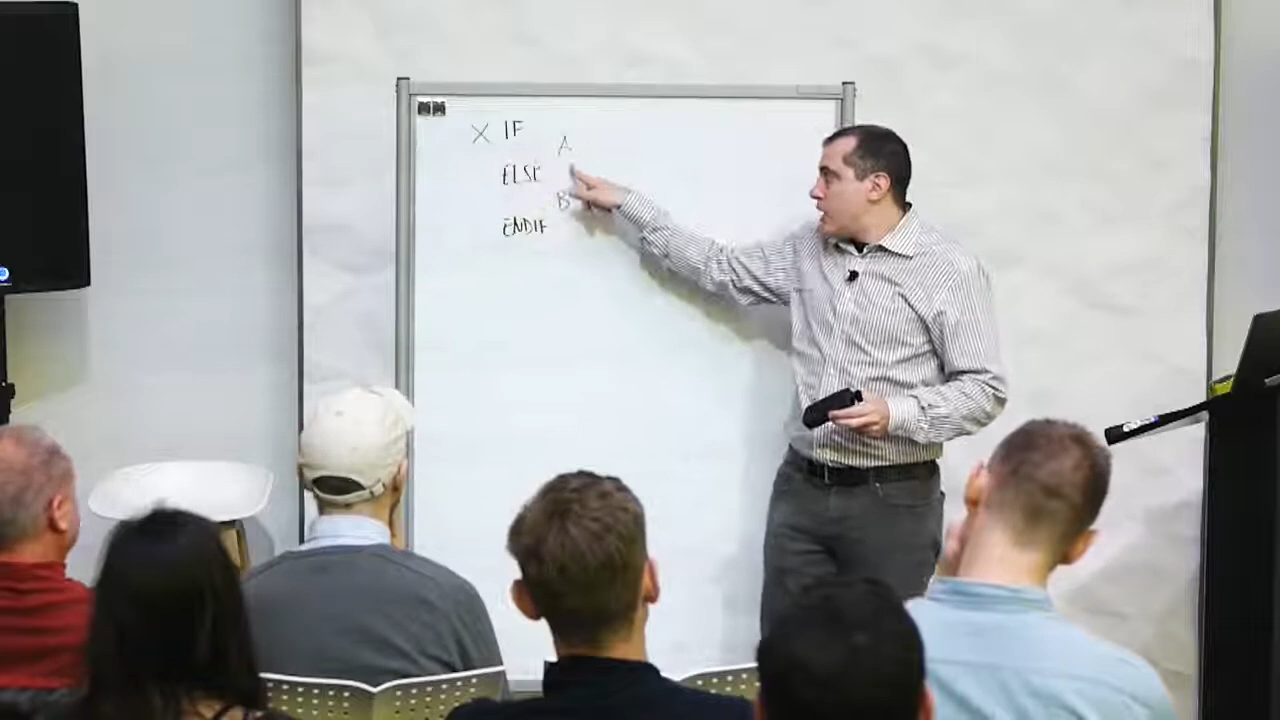 X IF
A
ELSE
B
ENDIF